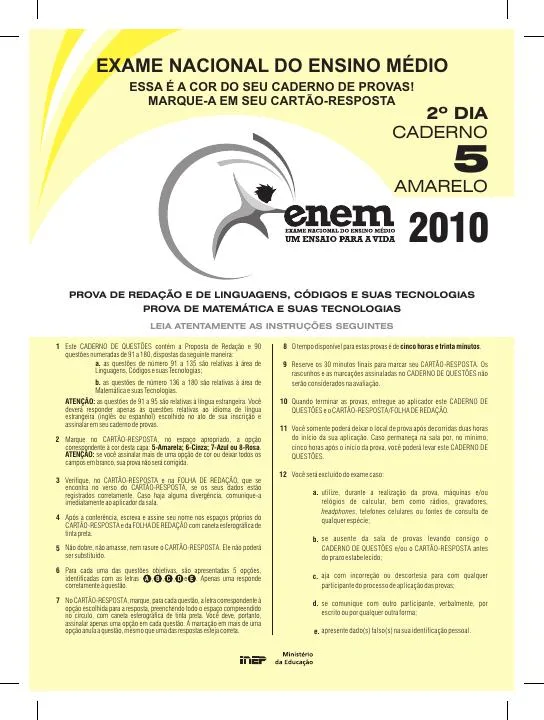 EXAME NACIONAL DO ENSINO MÉDIO
ESSA É A COR DO SEU CADERNO DE PROVAS!
MARQUE-A EM SEU CARTÃO-RESPOSTA
2º DIA
CADERNO
5
AMARELO
enem
EXAME NACIONAL DO ENSINO MÉDIO
UM ENSAIO PARA A VIDA
2010
PROVA DE REDAÇÃO E DE LINGUAGENS, CÓDIGOS E SUAS TECNOLOGIAS
PROVA DE MATEMÁTICA E SUAS TECNOLOGIAS
LEIA ATENTAMENTE AS INSTRUÇÕES SEGUINTES
1 Este CADERNO DE QUESTÕES contém a Proposta de Redação e 90
questões numeradas de 91 a 180, dispostas da seguinte maneira:
a. as questões de número 91 a 135 são relativas à área de
Linguagens, Códigos e suas Tecnologias;
b. as questões de número 136 a 180 são relativas à área de
Matemática e suas Tecnologias.
ATENÇÃO: as questões de 91 a 95 são relativas à língua estrangeira. Você
deverá responder apenas às questões relativas ao idioma de língua
estrangeira (inglês ou espanhol) escolhido no ato de sua inscrição e
assinalar em seu caderno de provas.
2 Marque no CARTÃO-RESPOSTA, no espaço apropriado, a opção
correspondente à cor desta capa: 5-Amarela; 6-Cinza; 7-Azul ou 8-Rosa.
ATENÇÃO: se você assinalar mais de uma opção de cor ou deixar todos os
campos em branco, sua prova não será corrigida.
3 Verifique, no CARTÃO-RESPOSTA e na FOLHA DE REDAÇÃO, que se
encontra no verso do CARTÃO-RESPOSTA, se os seus dados estão
registrados corretamente. Caso haja alguma divergência, comunique-a
imediatamente ao aplicador da sala.
4 Após a conferência, escreva e assine seu nome nos espaços próprios do
CARTÃO-RESPOSTA e da FOLHA DE REDAÇÃO com caneta esferográfica de
tinta preta.
5 Não dobre, não amasse, nem rasure o CARTÃO-RESPOSTA. Ele não poderá
ser substituído.
6 Para cada uma das questões objetivas, são apresentadas 5 opções,
identificadas com as letras A, B, C, D e E. Apenas uma responde
corretamente à questão.
7 No CARTÃO-RESPOSTA, marque, para cada questão, a letra correspondente à
opção escolhida para a resposta, preenchendo todo o espaço compreendido
no círculo, com caneta esferográfica de tinta preta. Você deve, portanto,
assinalar apenas uma opção em cada questão. A marcação em mais de uma
opção anula a questão, mesmo que uma das respostas esteja correta.
8 O tempo disponível para estas provas é de cinco horas e trinta minutos.
9 Reserve os 30 minutos finais para marcar seu CARTÃO-RESPOSTA. Os
rascunhos e as marcações assinaladas no CADERNO DE QUESTÕES não
serão considerados na avaliação.
10 Quando terminar as provas, entregue ao aplicador este CADERNO DE
QUESTÕES e o CARTÃO-RESPOSTA/FOLHA DE REDAÇÃO.
11 Você somente poderá deixar o local de prova após decorridas duas horas
do início da sua aplicação. Caso permaneça na sala por, no mínimo,
cinco horas após o início da prova, você poderá levar este CADERNO DE
QUESTÕES.
12 Você será excluído do exame caso:
a. utilize, durante a realização da prova, máquinas e/ou
relógios de calcular, bem como rádios, gravadores,
headphones, telefones celulares ou fontes de consulta de
qualquer espécie;
b. se ausente da sala de provas levando consigo o
CADERNO DE QUESTÕES e/ou o CARTÃO-RESPOSTA antes
do prazo estabelecido;
c. aja com incorreção ou descortesia para com qualquer
participante do processo de aplicação das provas;
d. se comunique com outro participante, verbalmente, por
escrito ou por qualquer outra forma;
e. apresente dado(s) falso(s) na sua identificação pessoal.
INEP
Ministério
da Educação